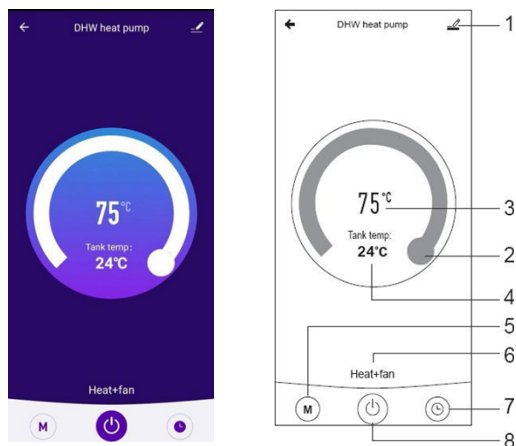 DHW heat pump
75°C
Tank temp:
24°C
Heat+fan
M
DHW heat pump
1
75°C
3
2
Tank temp:
24°C
4
5
6
Heat+fan
M
7
8